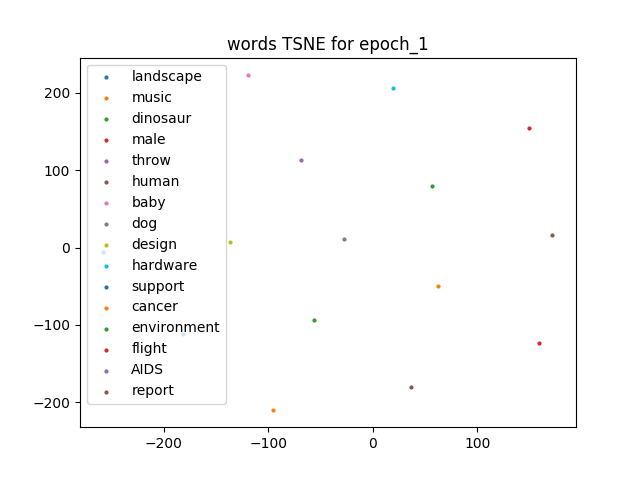 words TSNE for epoch_1
landscape
music
dinosaur
male
throw
human
baby
dog
design
hardware
support
cancer
environment
flight
AIDS
report
200
100
0
−100
−200
−200
−100
0
100